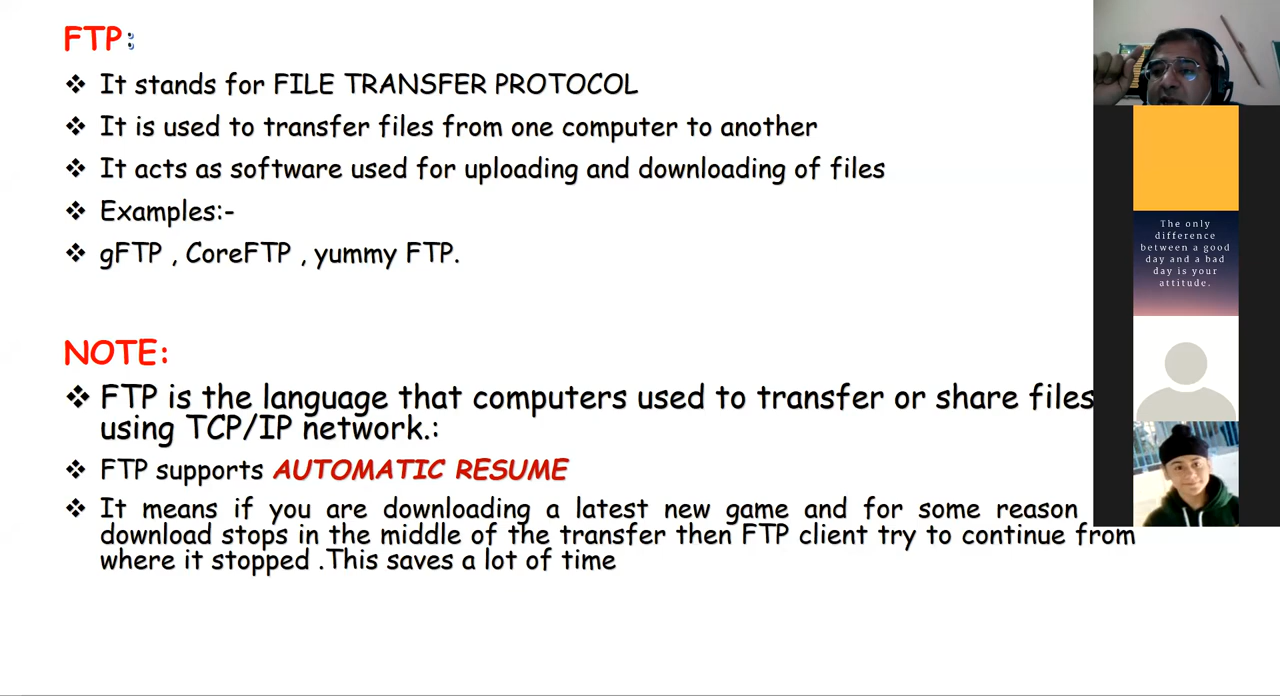 FTP:
❖ It stands for FILE TRANSFER PROTOCOL
❖ It is used to transfer files from one computer to another
❖ It acts as software used for uploading and downloading of files
❖ Examples:-
❖ gFTP , CoreFTP , yummy FTP.
NOTE:
❖ FTP is the language that computers used to transfer or share files
using TCP/IP network.:
❖ FTP supports AUTOMATIC RESUME
❖ It means if you are downloading a latest new game and for some reason
download stops in the middle of the transfer then FTP client try to continue from
where it stopped .This saves a lot of time
The only
difference
between a good
day and a bad
day is your
attitude.